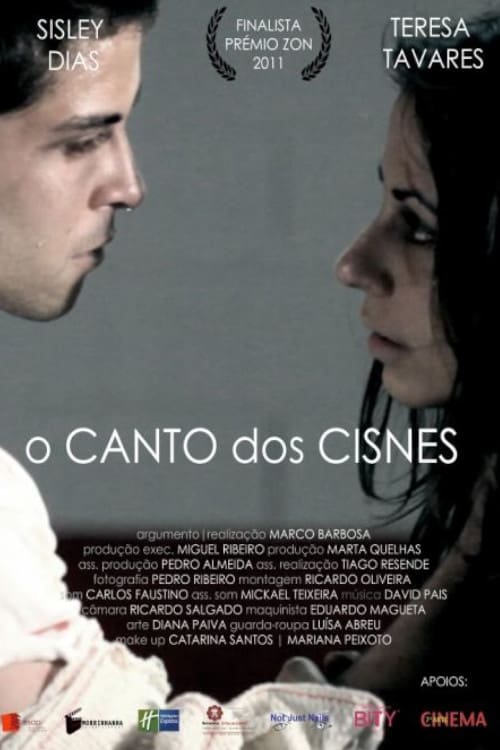 SISLEY DIAS
FINALISTA
PRÉMIO ZON
2011
TERESA TAVARES
o CANTO dos CISNES
argumento|realização MARCO BARBOSA
produção exec. MIGUEL RIBEIRO produção MARTA QUELHAS
ass. produção PEDRO ALMEIDA ass. realização TIAGO RESENDE
fotografia PEDRO RIBEIRO montagem RICARDO OLIVEIRA
som CARLOS FAUSTINO ass. som MICKAEL TEIXEIRA música DAVID PAIS
câmara RICARDO SALGADO maquinista EDUARDO MAGUETA
arte DIANA PAIVA guarda-roupa LUÍSA ABREU
make up CATARINA SANTOS | MARIANA PEIXOTO
APOIOS:
Not Just Nails
BITY
CINEMA